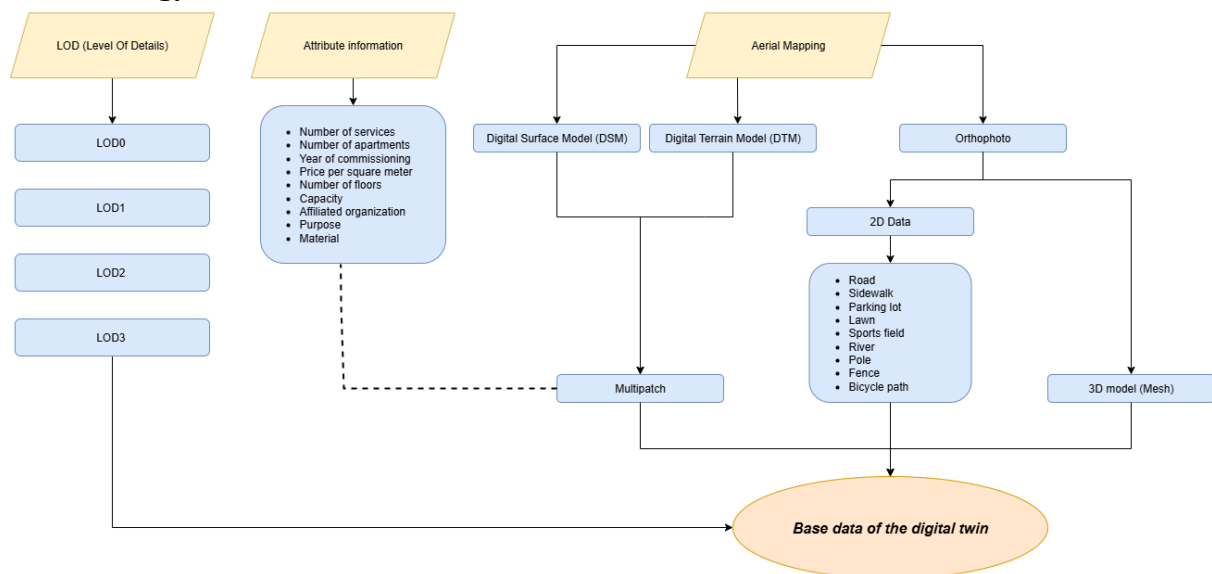 LOD (Level Of Details)
Attribute information
Aerial Mapping
LOD0
LOD1
LOD2
LOD3
Number of services
Number of apartments
Year of commissioning
Price per square meter
Number of floors
Capacity
Affiliated organization
Purpose
Material
Digital Surface Model (DSM)
Digital Terrain Model (DTM)
Orthophoto
2D Data
Road
Sidewalk
Parking lot
Lawn
Sports field
River
Pole
Fence
Bicycle path
Multipatch
3D model (Mesh)
Base data of the digital twin